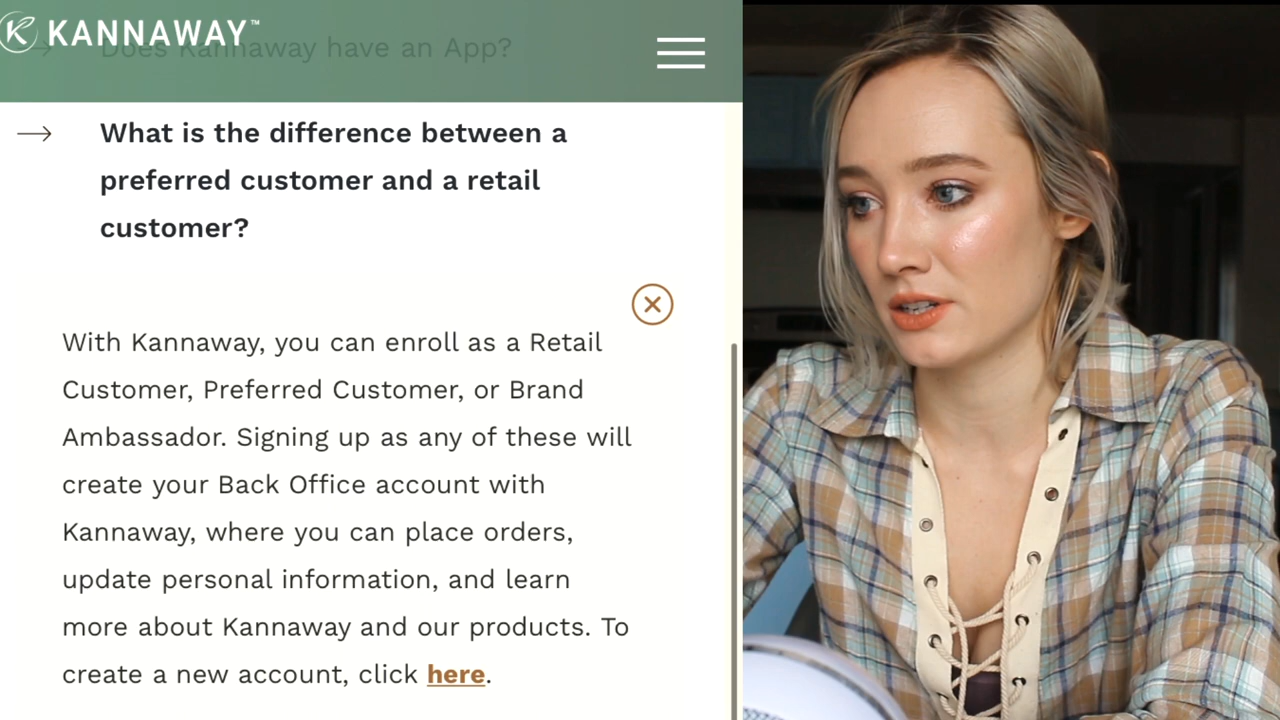 KANNAWAY™
Does Kannaway have an App?
What is the difference between a
preferred customer and a retail
customer?
With Kannaway, you can enroll as a Retail
Customer, Preferred Customer, or Brand
Ambassador. Signing up as any of these will
create your Back Office account with
Kannaway, where you can place orders,
update personal information, and learn
more about Kannaway and our products. To
create a new account, click here.